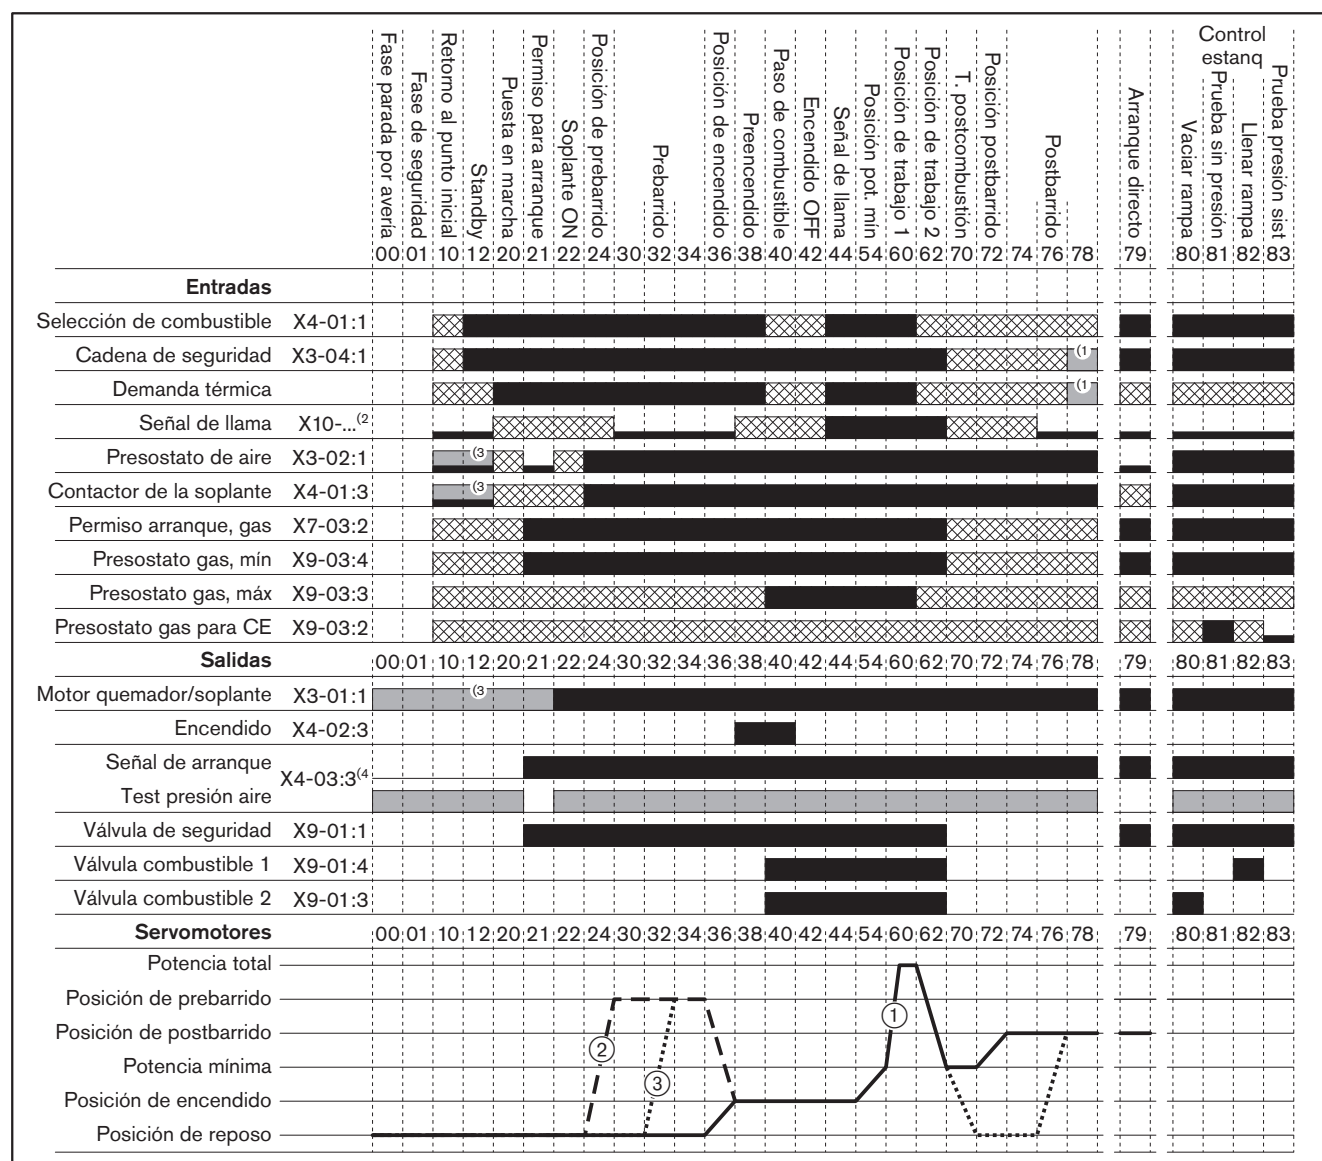 Fase parada por avería
Fase de seguridad
Retorno al punto inicial
Standby
Puesta en marcha
Permiso para arranque
Soplante ON
Posición de prebarrido
Prebarrido
Posición de encendido
Preencendido
Paso de combustible
Encendido OFF
Señal de llama
Posición pot. mín
Posición de trabajo 1
Posición de trabajo 2
T. postcombustión
Posición postbarrido
Postbarrido
Arranque directo
Control
estanq
Vaciar rampa
Prueba sin presión
Llenar rampa
Prueba presión sist
00 01 10 12 20 21 22 24 30 32 34 36 38 40 42 44 54 60 62 70 72 74 76 78 79 80 81 82 83
Entradas
Selección de combustible X4-01:1
Cadena de seguridad X3-04:1 (1
Demanda térmica (1
Señal de llama X10-...(2
Presostato de aire X3-02:1 (3
Contactor de la soplante X4-01:3 (3
Permiso arranque, gas X7-03:2
Presostato gas, mín X9-03:4
Presostato gas, máx X9-03:3
Presostato gas para CE X9-03:2
Salidas 00 01 10 12 20 21 22 24 30 32 34 36 38 40 42 44 54 60 62 70 72 74 76 78 79 80 81 82 83
Motor quemador/soplante X3-01:1 (3
Encendido X4-02:3
Señal de arranque
X4-03:3(4
Test presión aire
Válvula de seguridad X9-01:1
Válvula combustible 1 X9-01:4
Válvula combustible 2 X9-01:3
Servomotores 00 01 10 12 20 21 22 24 30 32 34 36 38 40 42 44 54 60 62 70 72 74 76 78 79 80 81 82 83
Potencia total
Posición de prebarrido
1
Posición de postbarrido
2
Potencia mínima
3
Posición de encendido
Posición de reposo